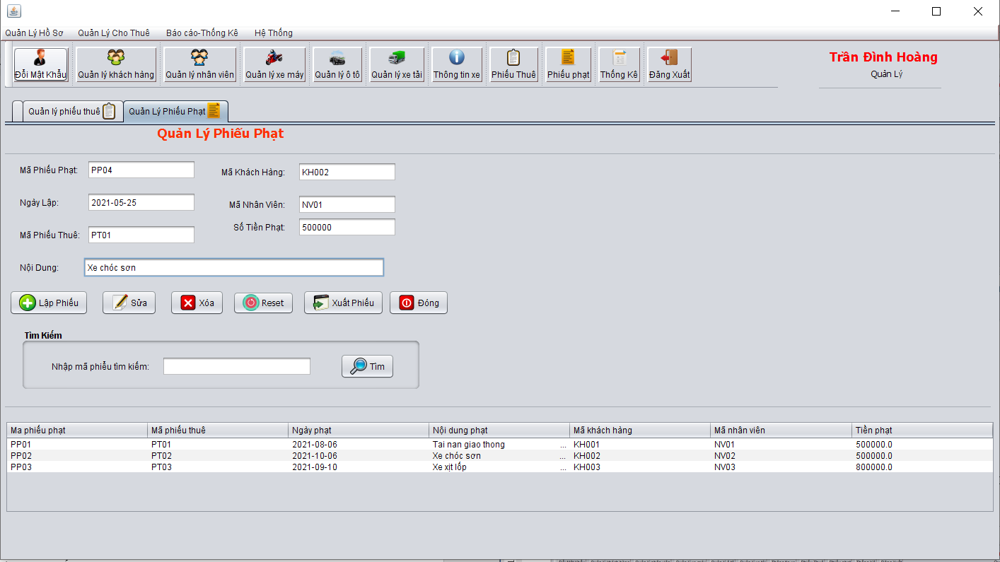 Quản Lý Hồ Sơ Quản Lý Cho Thuê Báo cáo-Thống Kê Hệ Thống
Đổi Mật Khẩu Quản lý khách hàng Quản lý nhân viên Quản lý xe máy Quản lý ô tô Quản lý xe tải Thông tin xe Phiếu Thuê Phiếu phạt Thống Kê Đăng Xuất
Trần Đình Hoàng
Quản Lý
Quản lý phiếu thuê Quản Lý Phiếu Phạt
Quản Lý Phiếu Phạt
Mã Phiếu Phạt: PP04 Mã Khách Hàng: KH002
Ngày Lập: 2021-05-25 Mã Nhân Viên: NV01
Số Tiền Phạt: 500000
Mã Phiếu Thuê: PT01
Nội Dung: Xe chóc sơn
Lập Phiếu Sửa Xóa Reset Xuất Phiếu Đóng
Tìm Kiếm
Nhập mã phiểu tìm kiếm: Tìm
Ma phiếu phạt Mã phiếu thuê Ngày phạt Nội dung phạt Mã khách hàng Mã nhân viên Tiền phạt
PP01 PT01 2021-08-06 Tai nan giao thong ... KH001 NV01 500000.0
PP02 PT02 2021-10-06 Xe chóc sơn ... KH002 NV02 500000.0
PP03 PT03 2021-09-10 Xe xịt lốp ... KH003 NV03 800000.0